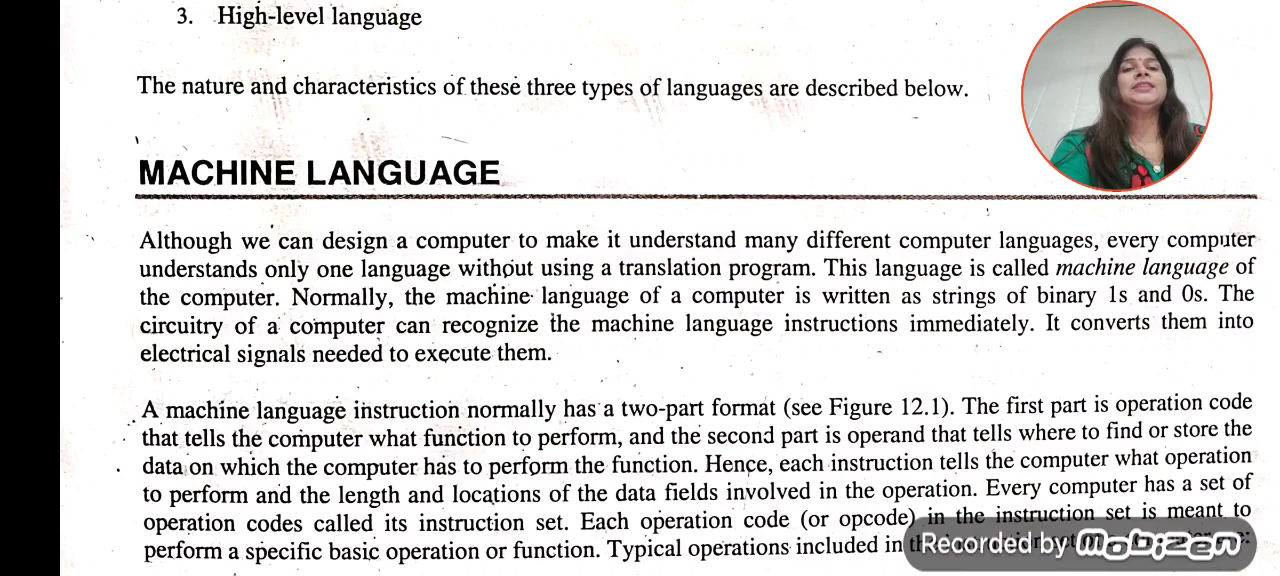 3. High-level language
The nature and characteristics of these three types of languages are described below.
MACHINE LANGUAGE
Although we can design a computer to make it understand many different computer languages, every computer
understands only one language without using a translation program. This language is called machine language of
the computer. Normally, the machine language of a computer is written as strings of binary 1s and 0s. The
circuitry of a computer can recognize the machine language instructions immediately. It converts them into
electrical signals needed to execute them.
A machine language instruction normally has a two-part format (see Figure 12.1). The first part is operation code
that tells the computer what function to perform, and the second part is operand that tells where to find or store the
data on which the computer has to perform the function. Hence, each instruction tells the computer what operation
to perform and the length and locations of the data fields involved in the operation. Every computer has a set of
operation codes called its instruction set. Each operation code (or opcode) in the instruction set is meant to
perform a specific basic operation or function. Typical operations included in
Recorded by MOBIZEN